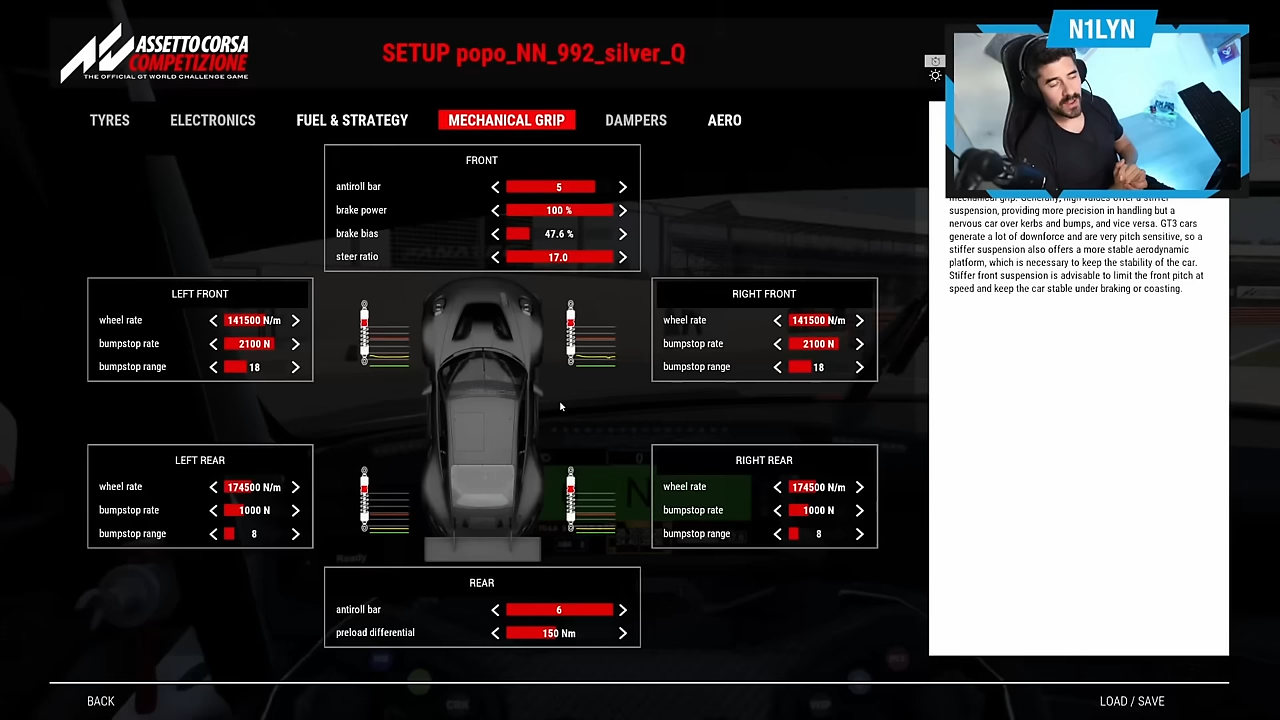 ASSETTO CORSA
COMPETIZIONE
THE OFFICIAL GT WORLD CHALLENGE GAME
SETUP popo_NN_992_silver_Q
N1LYN
TYRES
ELECTRONICS
FUEL & STRATEGY
MECHANICAL GRIP
DAMPERS
AERO
FRONT
antiroll bar 5
brake power 100 %
brake bias 47.6 %
steer ratio 17.0
LEFT FRONT
wheel rate 141500 N/m
bumpstop rate 2100 N
bumpstop range 18
RIGHT FRONT
wheel rate 141500 N/m
bumpstop rate 2100 N
bumpstop range 18
LEFT REAR
wheel rate 174500 N/m
bumpstop rate 1000 N
bumpstop range 8
RIGHT REAR
wheel rate 174500 N/m
bumpstop rate 1000 N
bumpstop range 8
REAR
antiroll bar 6
preload differential 150 Nm
mechanical grip. Generally, high values offer a stiffer
suspension, providing more precision in handling but a
nervous car over kerbs and bumps, and vice versa. GT3 cars
generate a lot of downforce and are very pitch sensitive, so a
stiffer suspension also offers a more stable aerodynamic
platform, which is necessary to keep the stability of the car.
Stiffer front suspension is advisable to limit the front pitch at
speed and keep the car stable under braking or coasting.
BACK
LOAD / SAVE